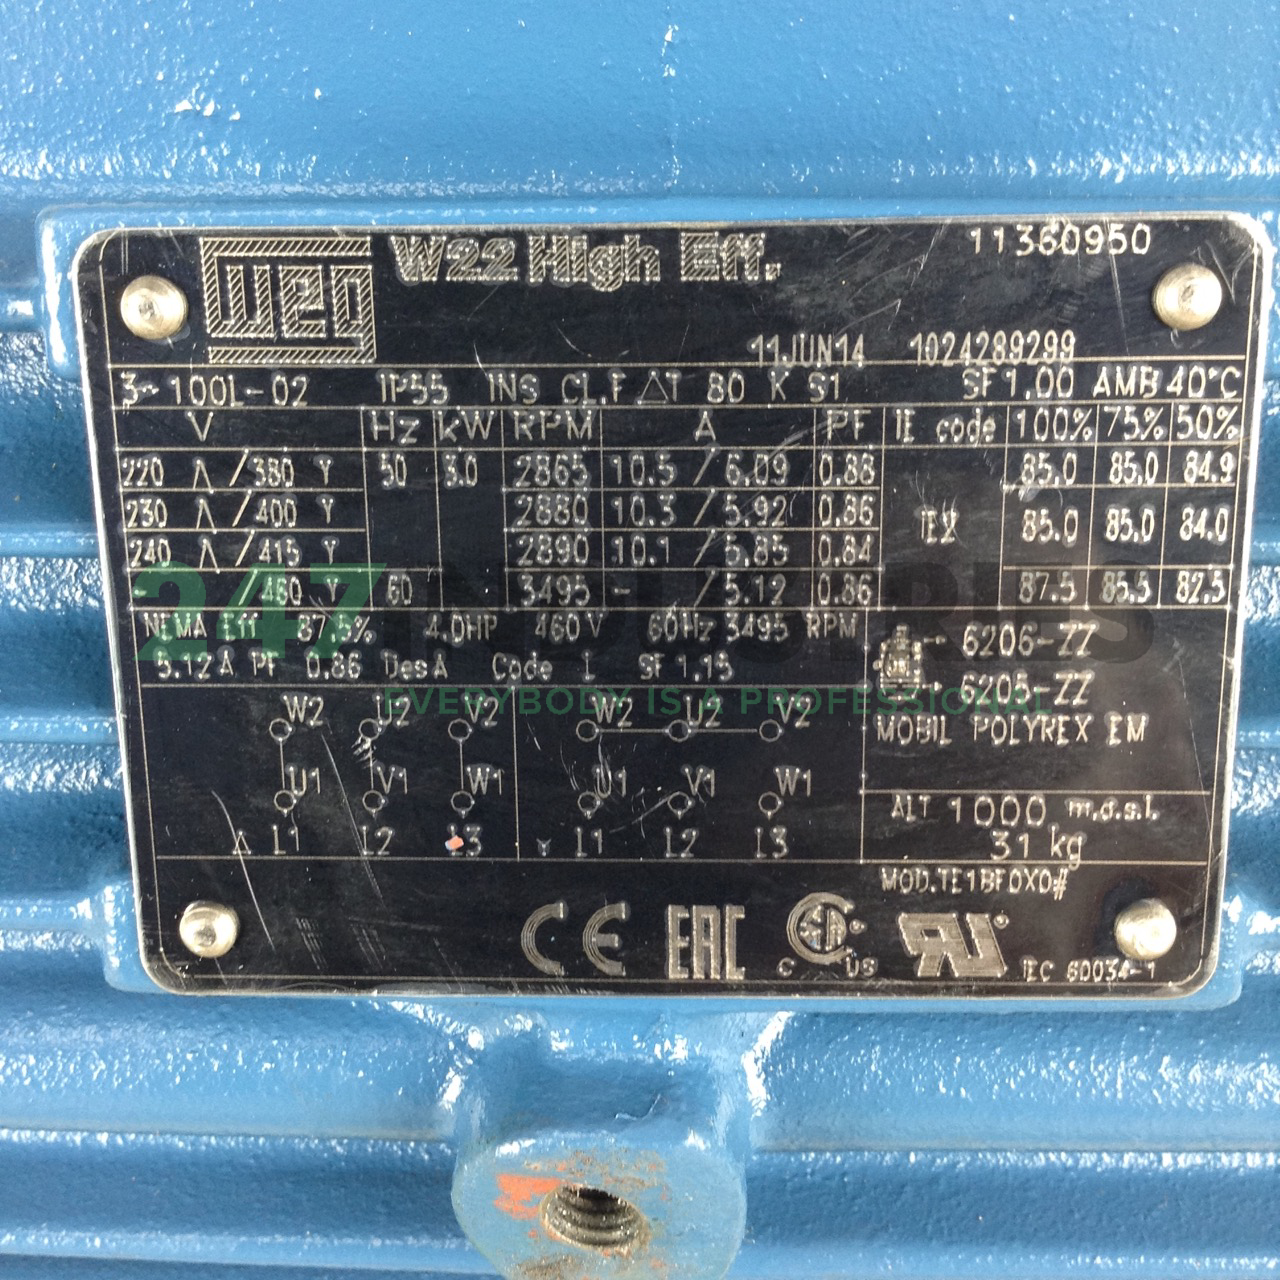 WEG W22 High Eff. 11360950
11JUN14 1024289299
3~ 100L-02 IP55 INS CL.F ΔT 80 K S1 SF1.00 AMB 40°C
V Hz kW RPM A PF IE code 100% 75% 50%
220 Δ/380 Y 50 3.0 2865 10.5/6.09 0.88 85.0 85.0 84.9
230 Δ/400 Y 2880 10.3/5.92 0.86 IE2 85.0 85.0 84.0
240 Δ/415 Y 2890 10.1/5.85 0.84
- /460 Y 60 3495 - /5.12 0.86 87.5 85.5 82.5
NEMA Eff 87.5% 4.0HP 460V 60Hz 3495 RPM
5.12A PF 0.86 Des A Code L SF1.15
6206-ZZ
6205-ZZ
MOBIL POLYREX EM
W2 U2 V2 W2 U2 V2
U1 V1 W1 U1 V1 W1
Δ L1 L2 L3 Y L1 L2 L3
ALT 1000 m.a.s.l.
31 kg
MOD.TE1BF0X0#
CE EAC CSA® C US RU® IEC 60034-1
247 INDUSTRIES
EVERYBODY IS A PROFESSIONAL